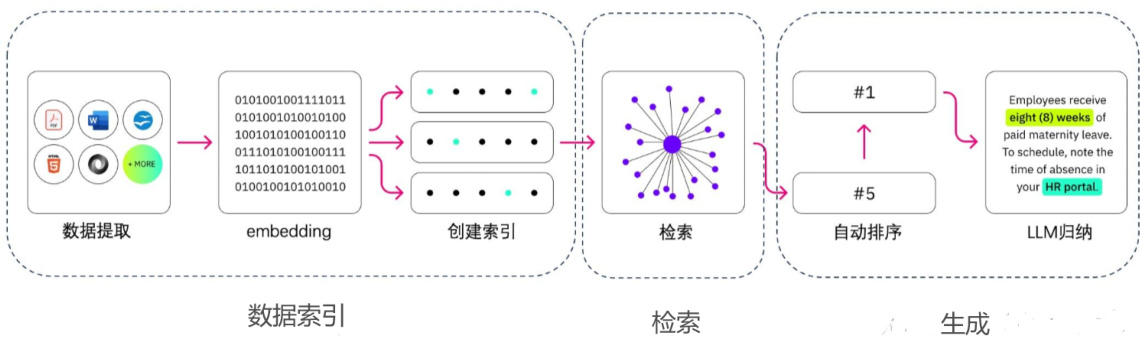 PDF
W
HTML
5
+ MORE
数据提取
0101001001111011
0101001010010100
1001010100100110
0111010100100111
1011010100101001
0100100101010010
embedding
创建索引
检索
#1
#5
自动排序
Employees receive
eight (8) weeks of
paid maternity leave.
To schedule, note the
time of absence in
your HR portal.
LLM归纳
数据索引
检索
生成